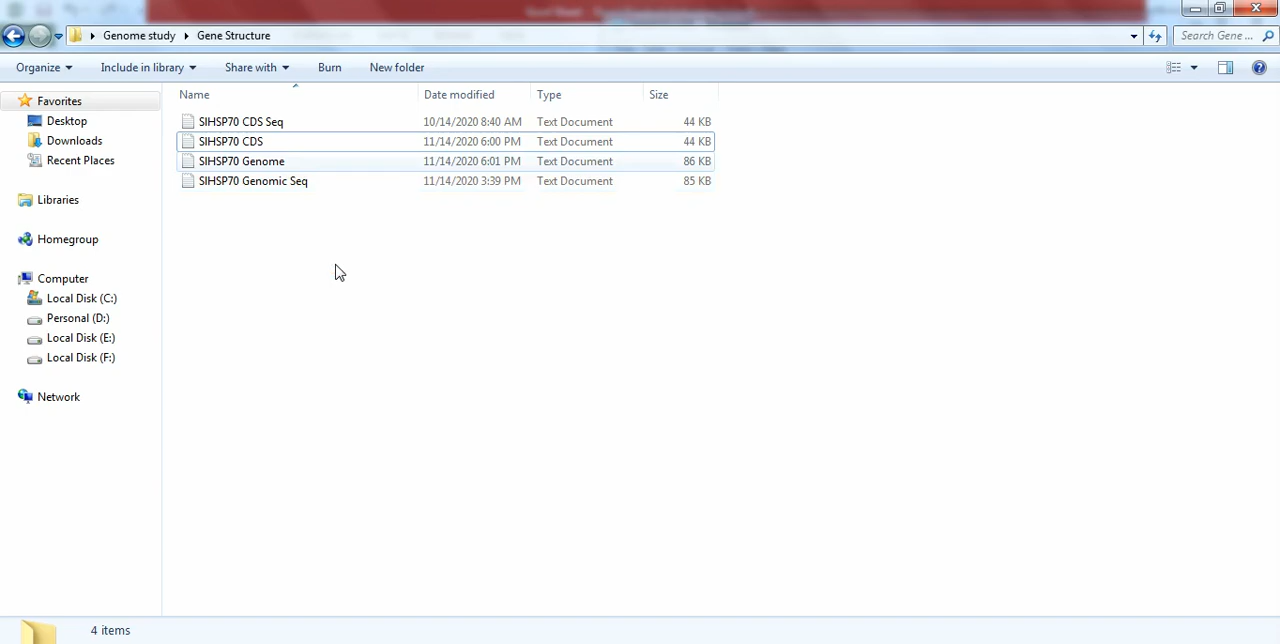 Genome study Gene Structure Search Gene ...
Organize Include in library Share with Burn New folder
Name Date modified Type Size
Favorites
Desktop
Downloads
Recent Places
Libraries
Homegroup
Computer
Local Disk (C:)
Personal (D:)
Local Disk (E:)
Local Disk (F:)
Network
SIHSP70 CDS Seq 10/14/2020 8:40 AM Text Document 44 KB
SIHSP70 CDS 11/14/2020 6:00 PM Text Document 44 KB
SIHSP70 Genome 11/14/2020 6:01 PM Text Document 86 KB
SIHSP70 Genomic Seq 11/14/2020 3:39 PM Text Document 85 KB
4 items